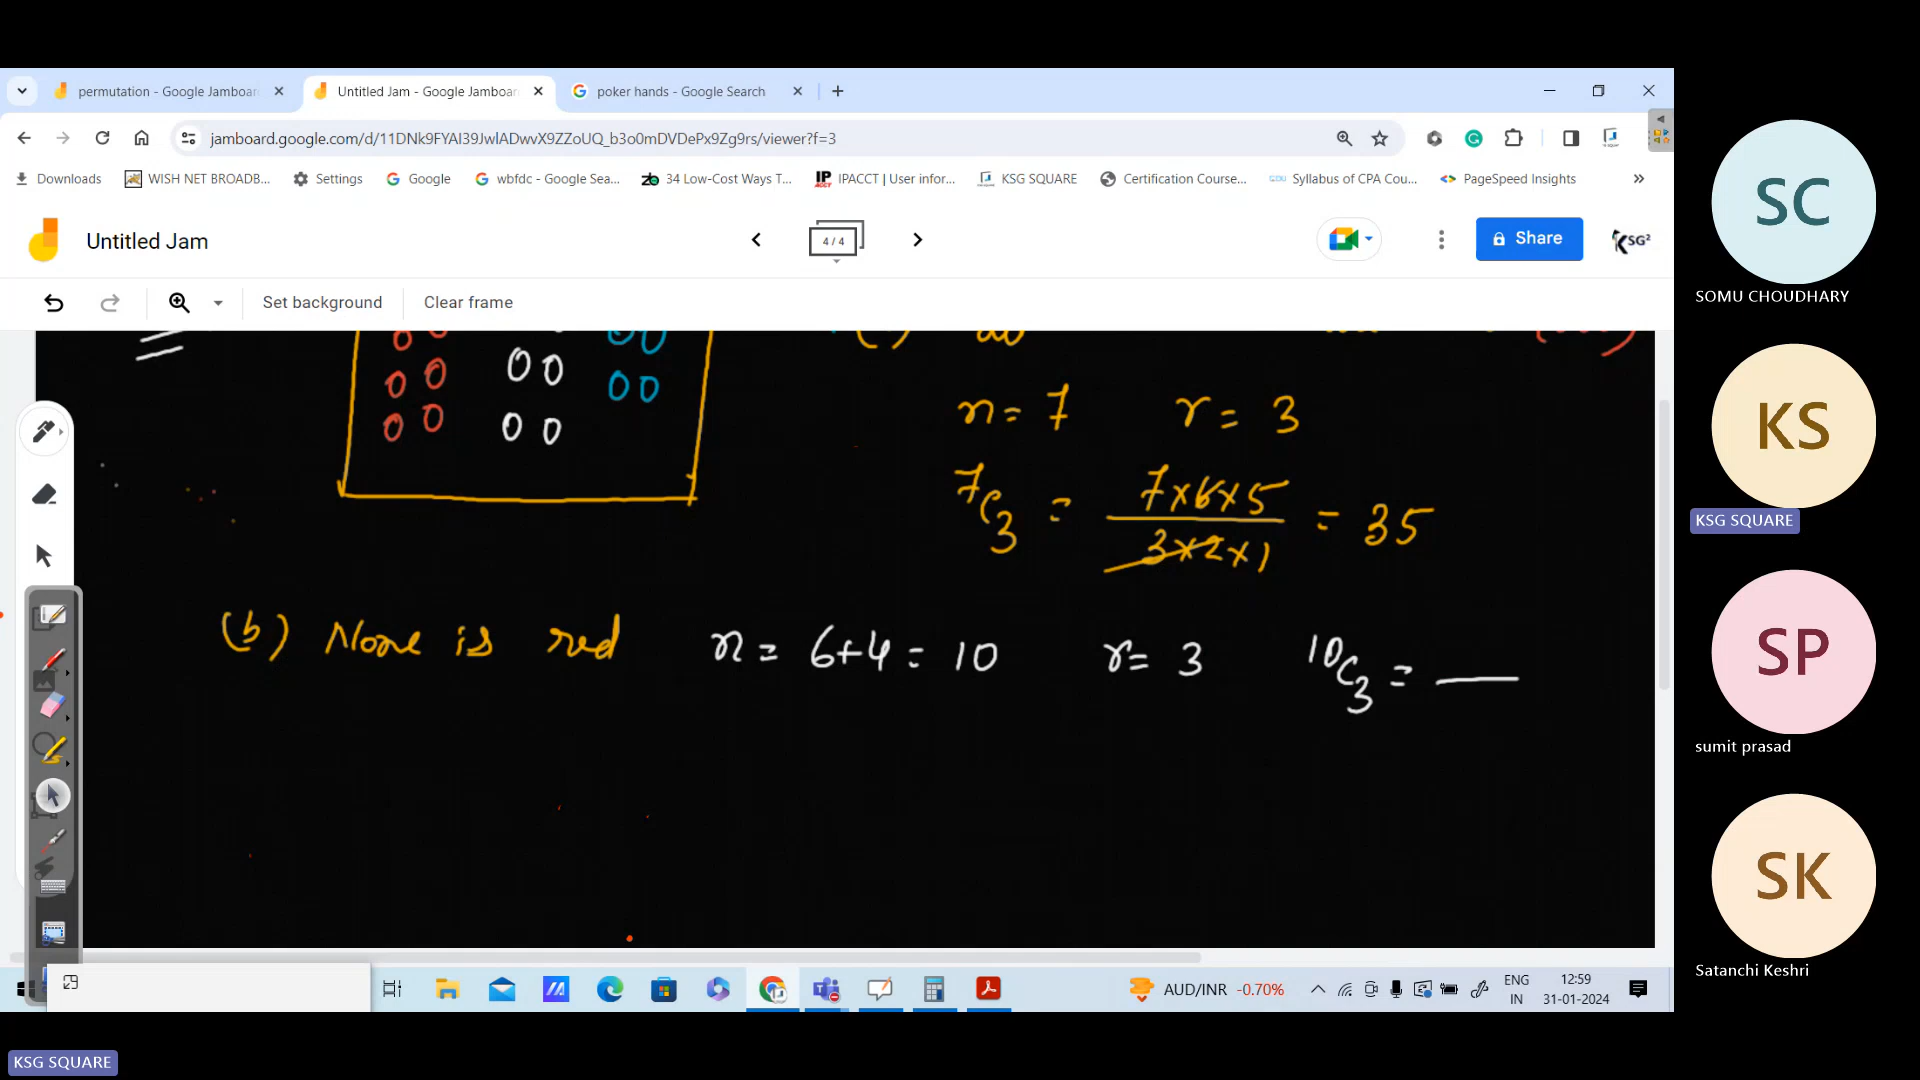 permutation - Google Jamboar
Untitled Jam - Google Jamboar
poker hands - Google Search
jamboard.google.com/d/11DNk9FYAI39JwlADwvX9ZZoUQ_b3o0mDVDePx9Zg9rs/viewer?f=3
Downloads
WISH NET BROADB...
Settings
Google
wbfdc - Google Sea...
34 Low-Cost Ways T...
IPACCT | User infor...
KSG SQUARE
Certification Course...
Syllabus of CPA Cou...
PageSpeed Insights
Untitled Jam
4 / 4
Share
KSG²
Set background
Clear frame
n = 7 r = 3
⁷C₃ = 7×6×5 / 3×2×1 = 35
(b) None is red n = 6+4 = 10 r = 3 ¹⁰C₃ = ___
SC
SOMU CHOUDHARY
KS
KSG SQUARE
SP
sumit prasad
SK
Satanchi Keshri
AUD/INR -0.70%
ENG
IN
12:59
31-01-2024
KSG SQUARE